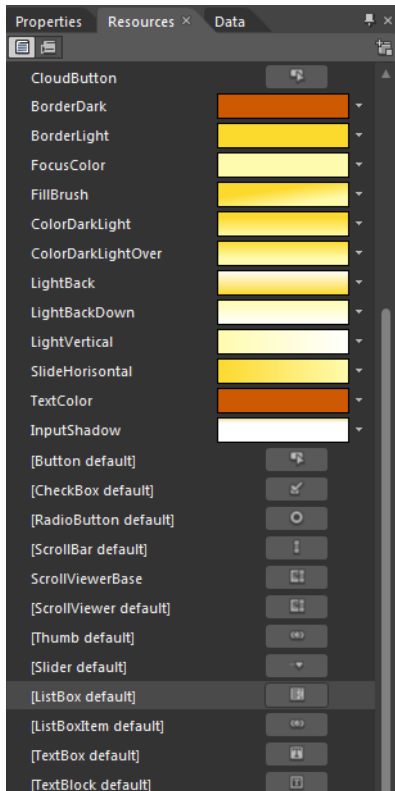 Properties Resources × Data
CloudButton
BorderDark
BorderLight
FocusColor
FillBrush
ColorDarkLight
ColorDarkLightOver
LightBack
LightBackDown
LightVertical
SlideHorisontal
TextColor
InputShadow
[Button default]
[CheckBox default]
[RadioButton default]
[ScrollBar default]
ScrollViewerBase
[ScrollViewer default]
[Thumb default]
[Slider default]
[ListBox default]
[ListBoxItem default]
[TextBox default]
[TextBlock default]